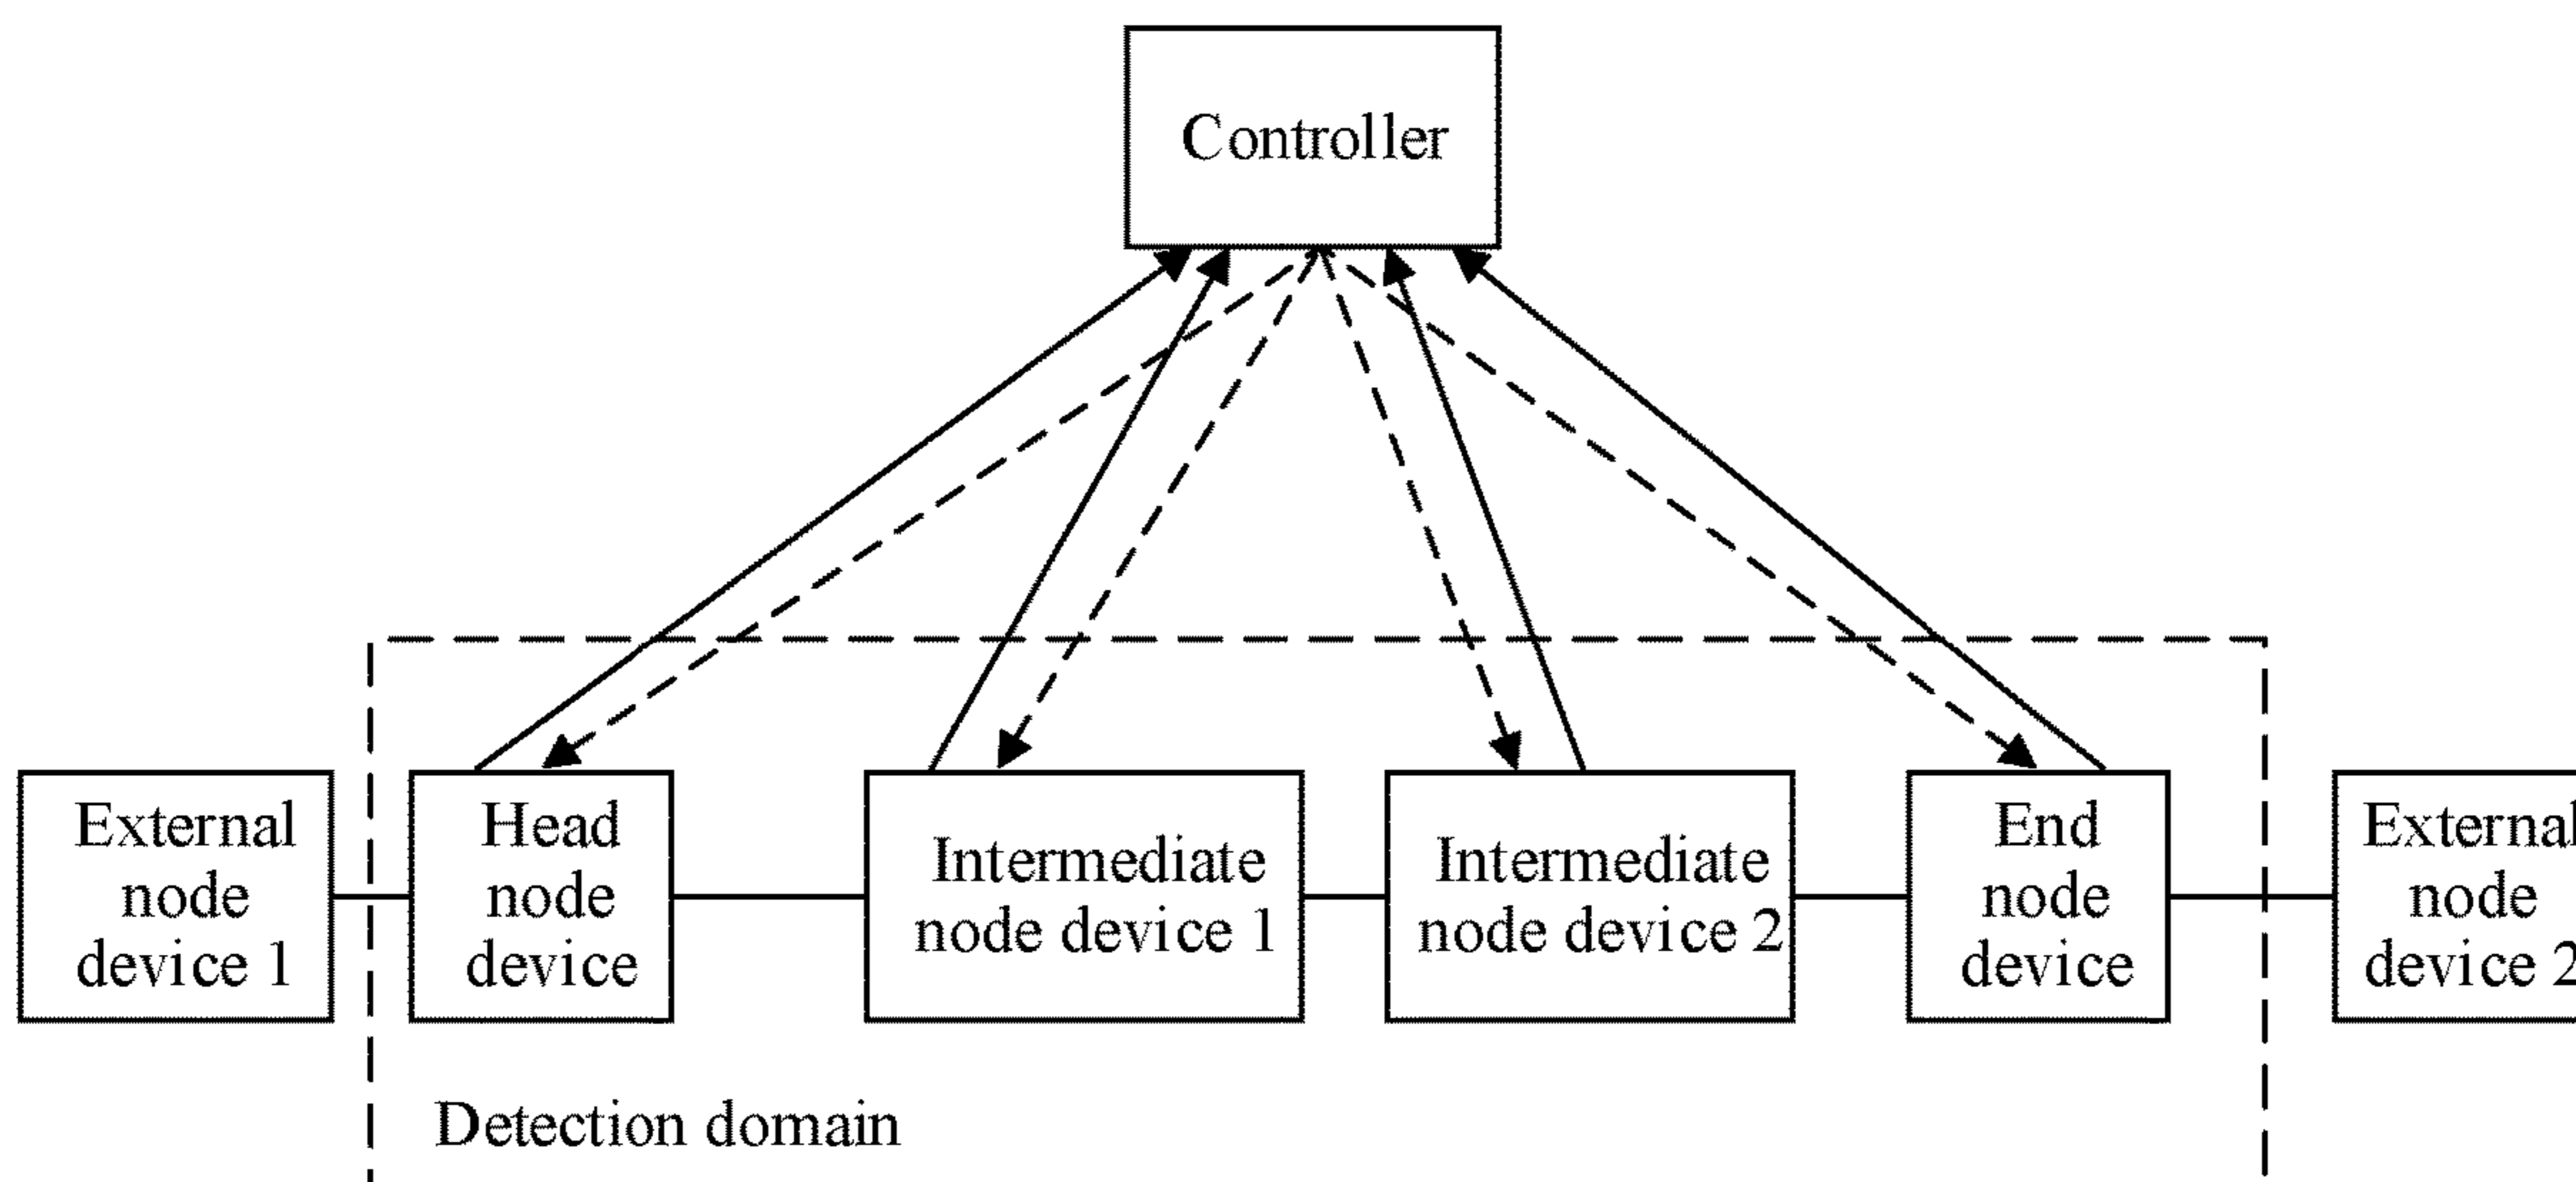 Controller
External
node
device 1
Head
node
device
Intermediate
node device 1
Intermediate
node device 2
End
node
device
External
node
device 2
Detection domain